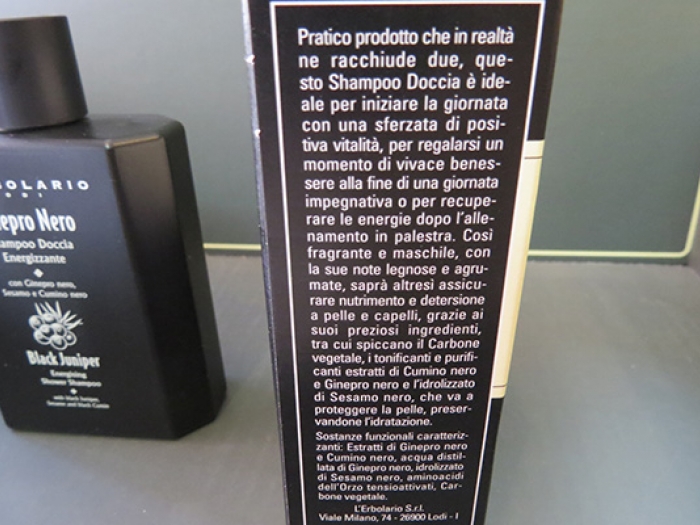 Pratico prodotto che in realtà
ne racchiude due, que-
sto Shampoo Doccia è ide-
ale per iniziare la giornata
con una sferzata di posi-
tiva vitalità, per regalarsi un
momento di vivace benes-
sere alla fine di una giornata
impegnativa o per recupe-
rare le energie dopo l'alle-
namento in palestra. Così
fragrante e maschile, con
la sue note legnose e agru-
mate, saprà altresì assicu-
rare nutrimento e detersione
a pelle e capelli, grazie ai
suoi preziosi ingredienti,
tra cui spiccano il Carbone
vegetale, i tonificanti e purifi-
canti estratti di Cumino nero
e Ginepro nero e l'idrolizzato
di Sesamo nero, che va a
proteggere la pelle, preser-
vandone l'idratazione.
Sostanze funzionali caratteriz-
zanti: Estratti di Ginepro nero
e Cumino nero, acqua distil-
lata di Ginepro nero, idrolizzato
di Sesamo nero, aminoacidi
dell'Orzo tensioattivati, Car-
bone vegetale.
L'Erbolario S.r.l.
Viale Milano, 74 - 26900 Lodi - I
BOLARIO
ODI
nepro Nero
ampoo Doccia
Energizzante
con Ginepro nero,
Sesamo e Cumino nero
Black Juniper
Energising
Shower Shampoo
with black Juniper,
Sesame and black Cumin